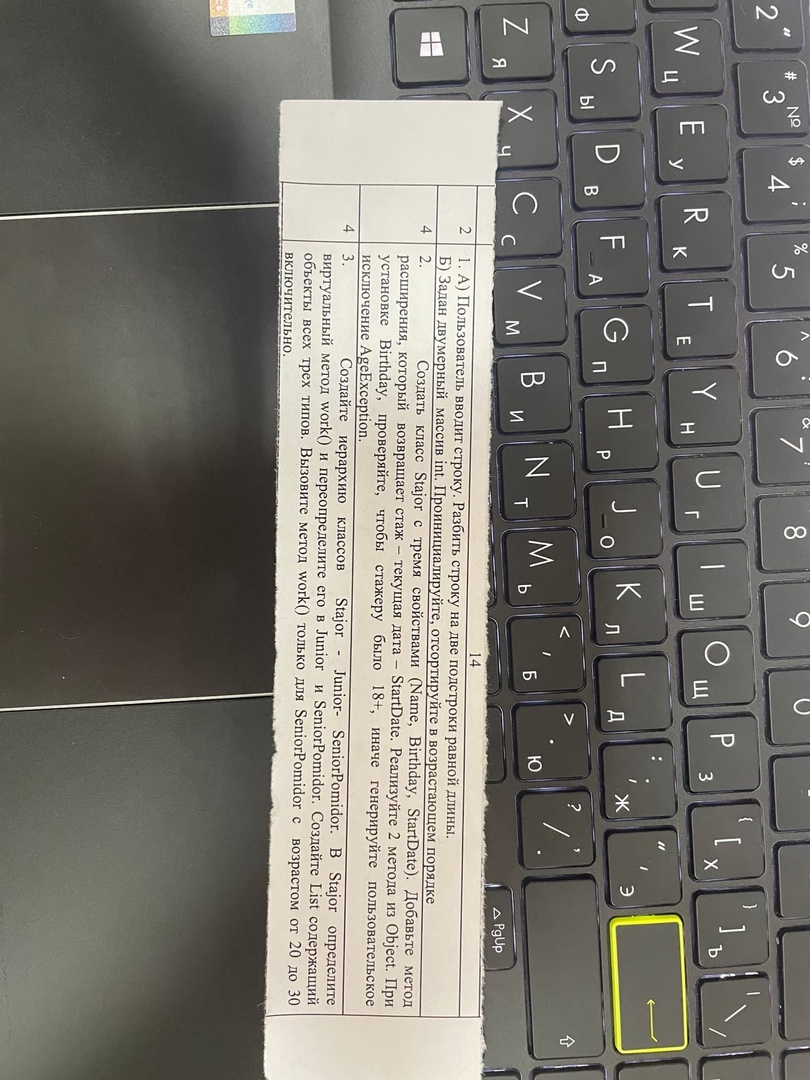 2 “
# 3 №
$ 4 ;
% 5
^ 6 :
& 7
8
9
0
W Ц
E У
R К
T Е
Y Н
U Г
I Ш
O Щ
P З
{ [ Х
} ] Ъ
| \ /
Ф
S Ы
D В
F А
G П
H Р
J О
K Л
L Д
: ; Ж
“ ‘ Э
Z Я
X Ч
C С
V М
B И
N Т
M Ь
< , Б
> . Ю
? / , .
PgUp
14
2 1. А) Пользователь вводит строку. Разбить строку на две подстроки равной длины.
Б) Задан двумерный массив int. Проинициалируйте, отсортируйте в возрастающем порядке
4 2. Создать класс Stajor с тремя свойствами (Name, Birthday, StartDate). Добавьте метод
расширения, который возвращает стаж – текущая дата – StartDate. Реализуйте 2 метода из Object. При
установке Birthday, проверяйте, чтобы стажеру было 18+, иначе генерируйте пользовательское
исключение AgeException.
4 3. Создайте иерархию классов Stajor - Junior- SeniorPomidor. В Stajor определите
виртуальный метод work() и переопределите его в Junior и SeniorPomidor. Создайте List содержащий
объекты всех трех типов. Вызовите метод work() только для SeniorPomidor с возрастом от 20 до 30
включительно.